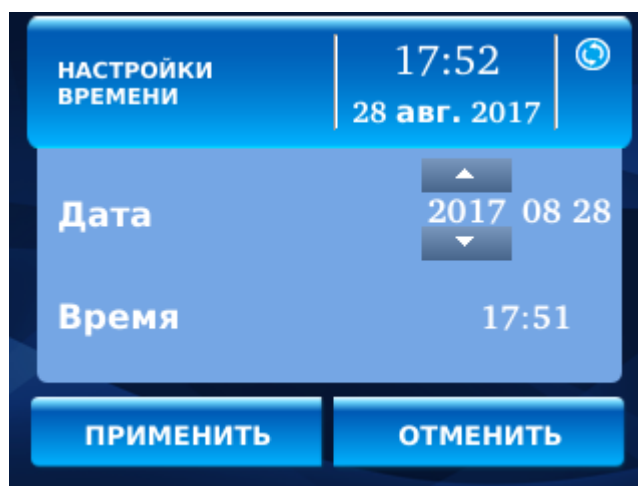 НАСТРОЙКИ
ВРЕМЕНИ
17:52
28 авг. 2017
Дата
2017 08 28
Время
17:51
ПРИМЕНИТЬ
ОТМЕНИТЬ